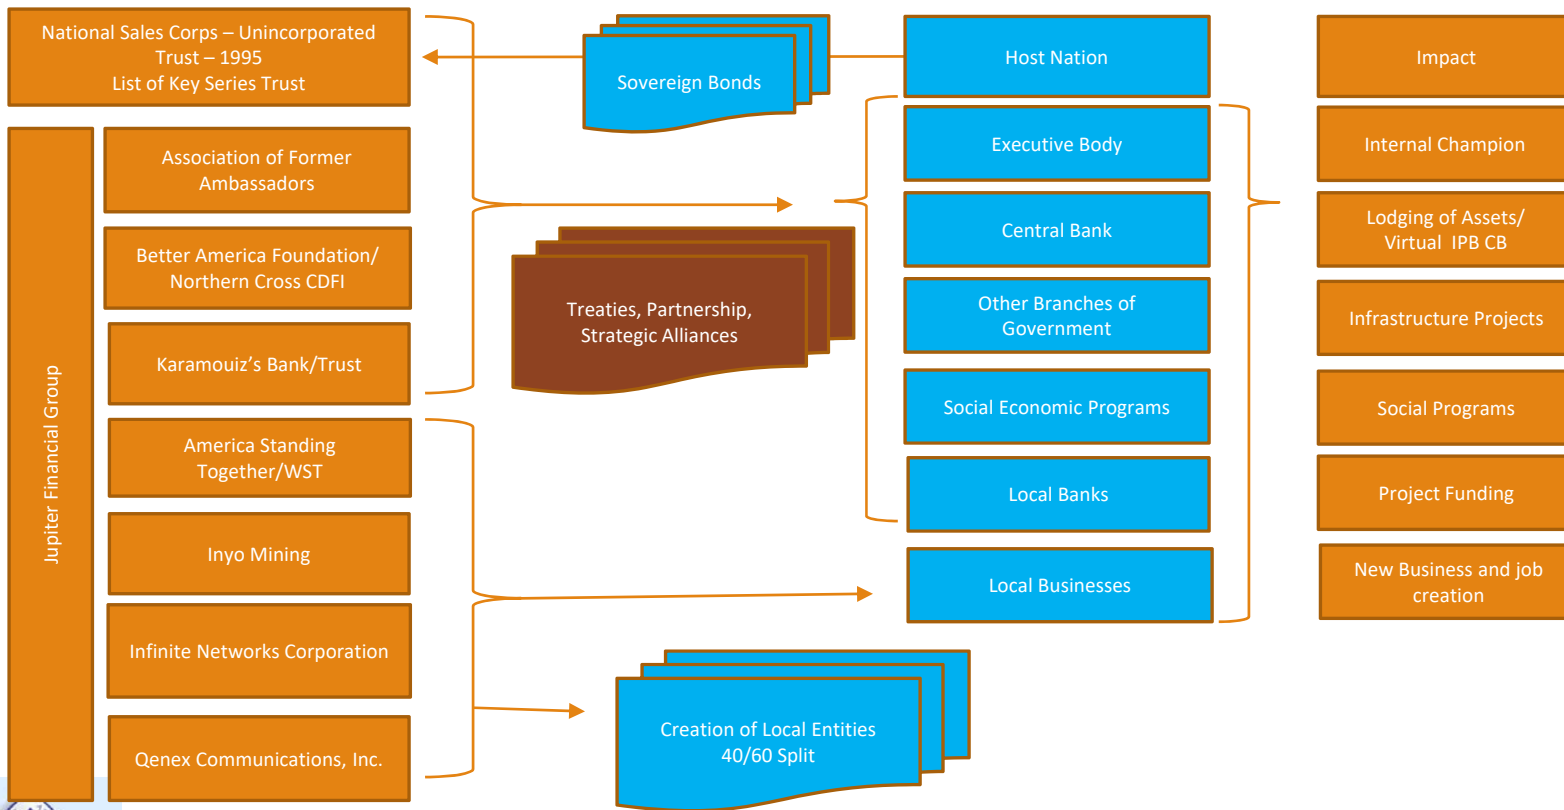 National Sales Corps – Unincorporated
Trust – 1995
List of Key Series Trust
Sovereign Bonds
Host Nation
Impact
Jupiter Financial Group
Association of Former
Ambassadors
Executive Body
Internal Champion
Better America Foundation/
Northern Cross CDFI
Central Bank
Lodging of Assets/
Virtual  IPB CB
Treaties, Partnership,
Strategic Alliances
Other Branches of
Government
Infrastructure Projects
Karamouiz’s Bank/Trust
Social Economic Programs
Social Programs
America Standing
Together/WST
Local Banks
Project Funding
Inyo Mining
Local Businesses
New Business and job
creation
Infinite Networks Corporation
Creation of Local Entities
40/60 Split
Qenex Communications, Inc.